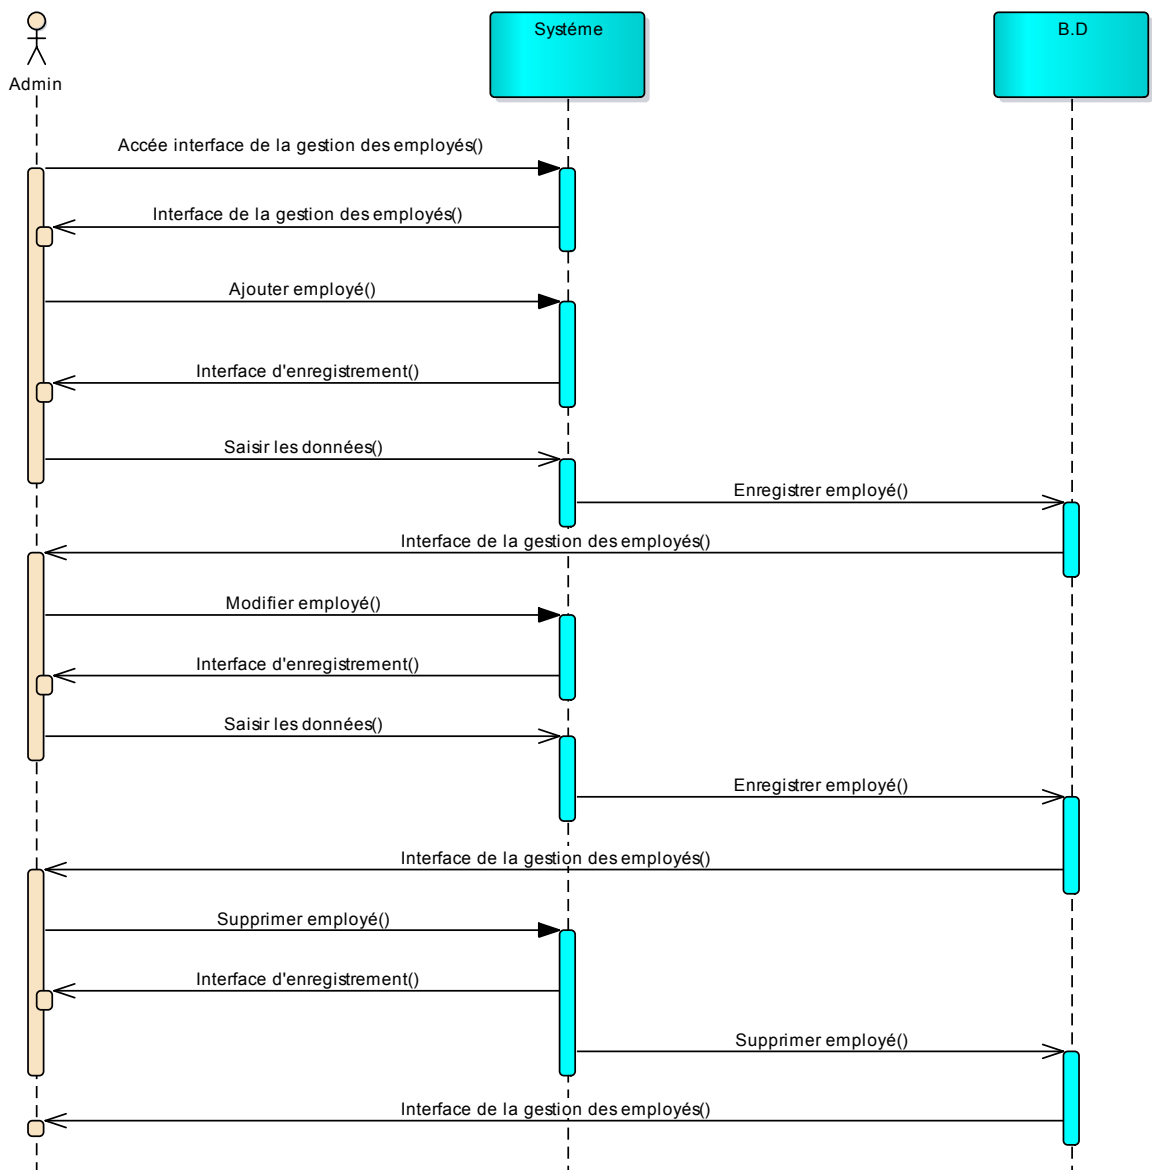 Systéme
B.D
Admin
Accée interface de la gestion des employés()
Interface de la gestion des employés()
Ajouter employé()
Interface d'enregistrement()
Saisir les données()
Enregistrer employé()
Interface de la gestion des employés()
Modifier employé()
Interface d'enregistrement()
Saisir les données()
Enregistrer employé()
Interface de la gestion des employés()
Supprimer employé()
Interface d'enregistrement()
Supprimer employé()
Interface de la gestion des employés()